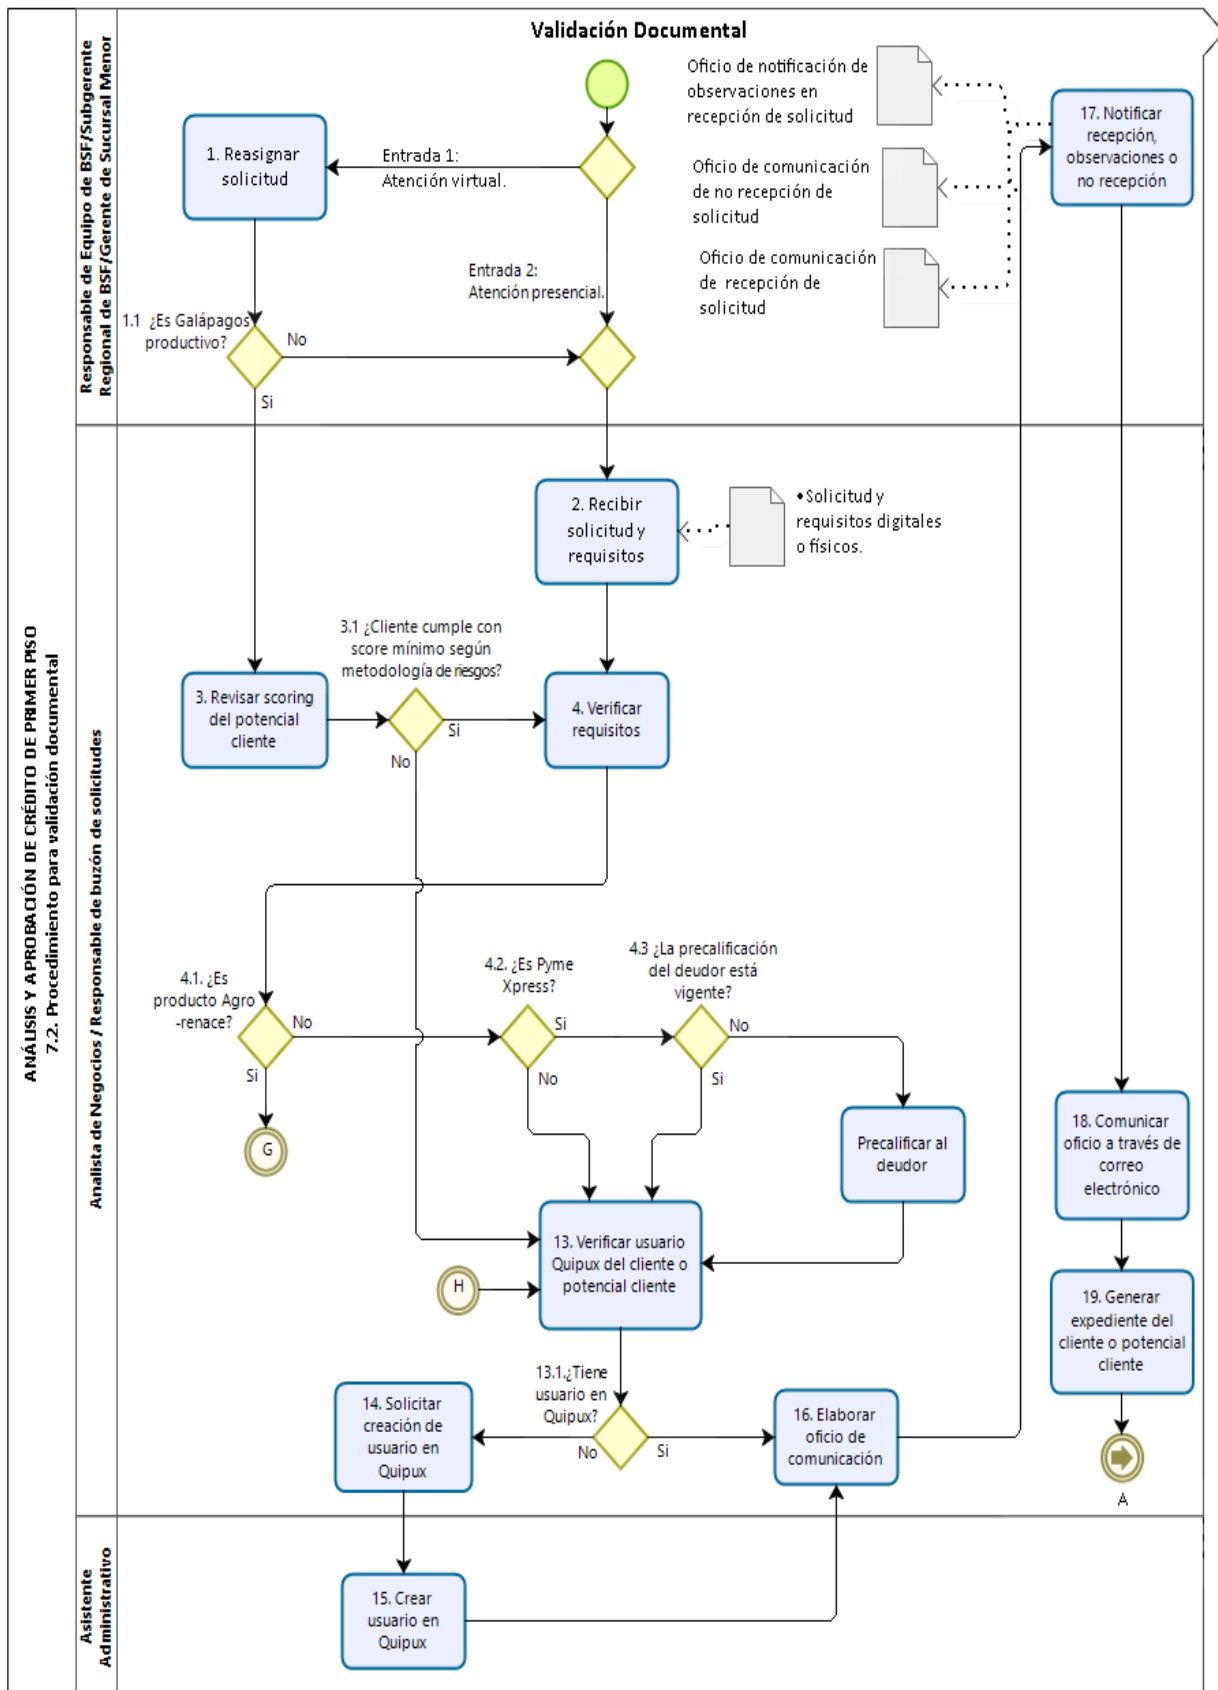 Validación Documental
ANÁLISIS Y APROBACIÓN DE CRÉDITO DE PRIMER PISO
7.2. Procedimiento para validación documental
Responsable de Equipo de BSF/Subgerente
Regional de BSF/Gerente de Sucursal Menor
Oficio de notificación de
observaciones en
recepción de solicitud
17. Notificar
recepción,
observaciones o
no recepción
1. Reasignar
solicitud
Entrada 1:
Atención virtual.
Oficio de comunicación
de no recepción de
solicitud
Entrada 2:
Atención presencial.
Oficio de comunicación
de recepción de
solicitud
1.1 ¿Es Galápagos
productivo?
No
Si
Analista de Negocios / Responsable de buzón de solicitudes
2. Recibir
solicitud y
requisitos
•Solicitud y
requisitos digitales
o físicos.
3.1 ¿Cliente cumple con
score mínimo según
metodología de riesgos?
3. Revisar scoring
del potencial
cliente
Si
No
4. Verificar
requisitos
4.1. ¿Es
producto Agro
-renace?
No
Si
G
4.2. ¿Es Pyme
Xpress?
Si
No
4.3 ¿La precalificación
del deudor está
vigente?
No
Si
Precalificar al
deudor
18. Comunicar
oficio a través de
correo
electrónico
13. Verificar usuario
Quipux del cliente o
potencial cliente
H
19. Generar
expediente del
cliente o potencial
cliente
13.1.¿Tiene
usuario en
Quipux?
No
Si
14. Solicitar
creación de
usuario en
Quipux
16. Elaborar
oficio de
comunicación
A
Asistente
Administrativo
15. Crear
usuario en
Quipux